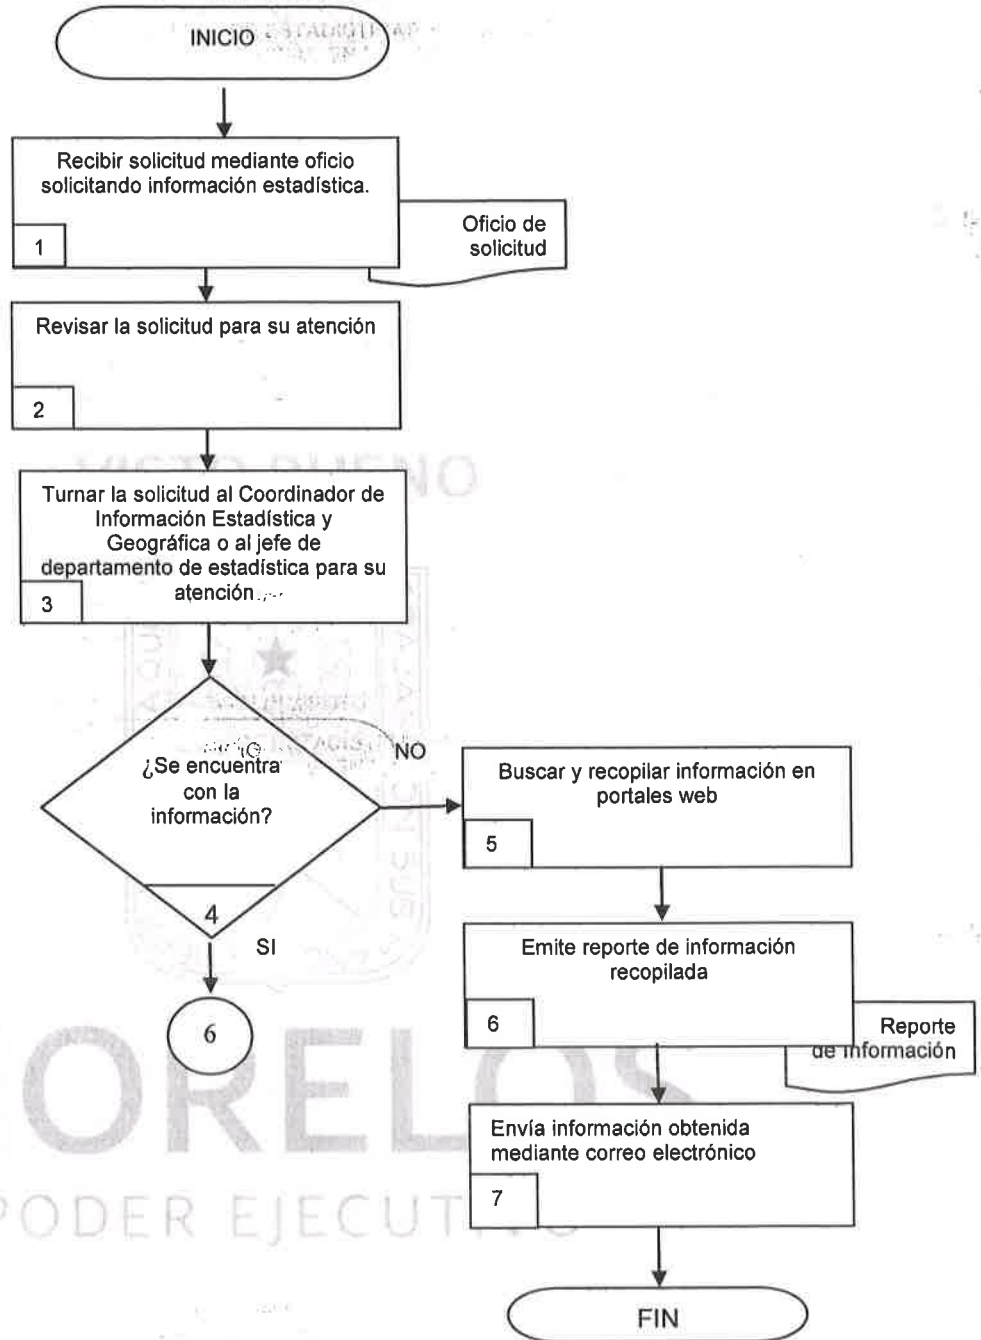 INICIO
Recibir solicitud mediante oficio
solicitando información estadística.
1
Oficio de
solicitud
Revisar la solicitud para su atención
2
Turnar la solicitud al Coordinador de
Información Estadística y
Geográfica o al jefe de
departamento de estadística para su
atención
3
¿Se encuentra
con la
información?
4
NO
SI
6
Buscar y recopilar información en
portales web
5
Emite reporte de información
recopilada
6
Reporte
de Información
Envía información obtenida
mediante correo electrónico
7
FIN
ORELOS
PODER EJECUT